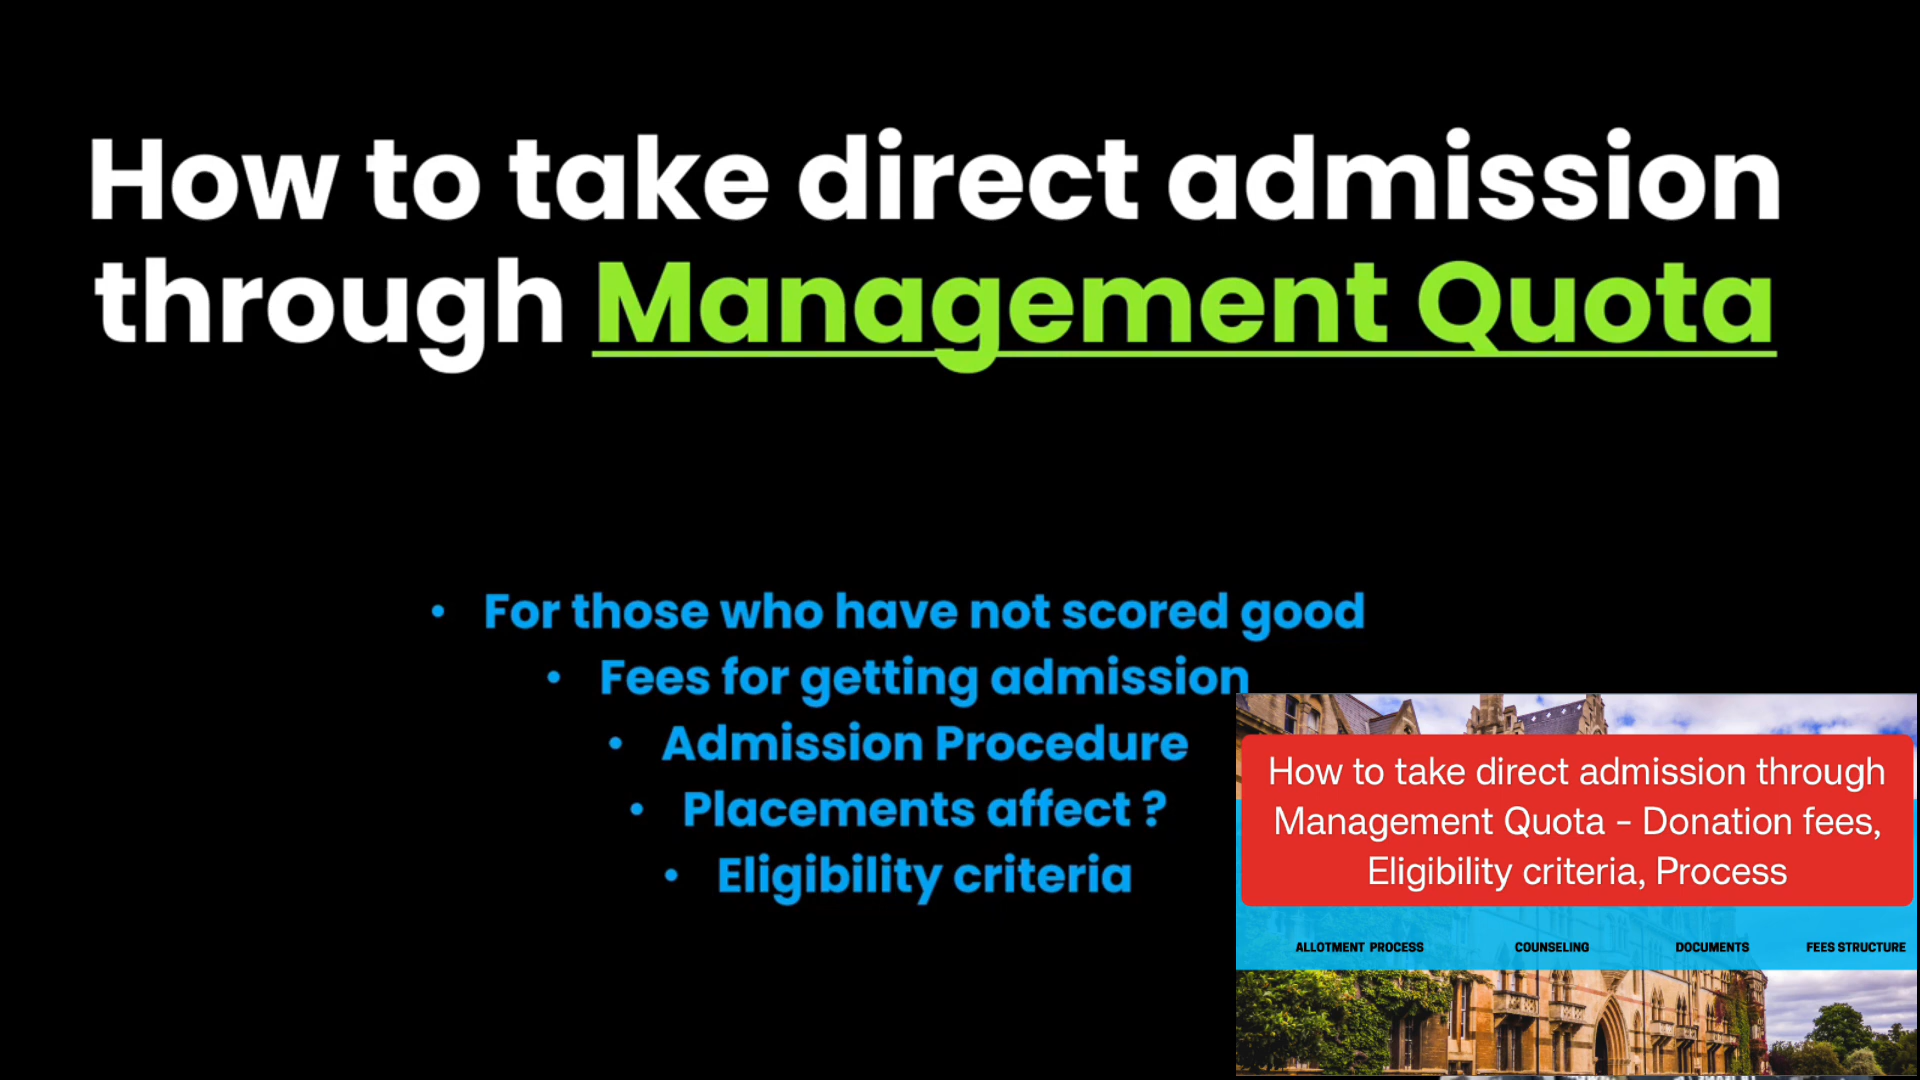 How to take direct admission
through Management Quota
• For those who have not scored good
• Fees for getting admission
• Admission Procedure
• Placements affect ?
• Eligibility criteria
How to take direct admission through
Management Quota - Donation fees,
Eligibility criteria, Process
ALLOTMENT PROCESS COUNSELING DOCUMENTS FEES STRUCTURE